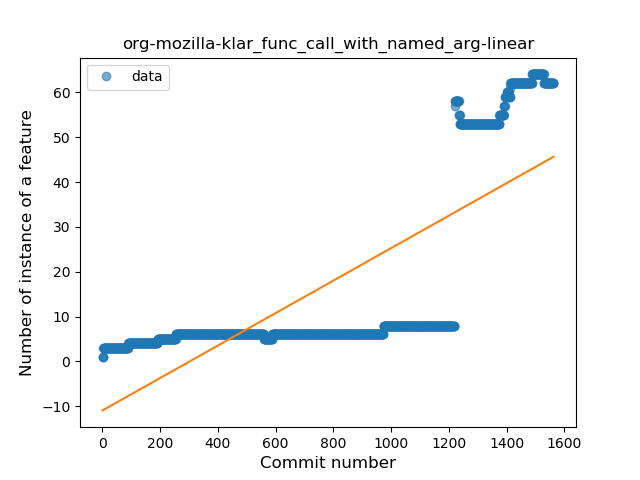 org-mozilla-klar_func_call_with_named_arg-linear
data
Number of instance of a feature
60
50
40
30
20
10
0
−10
0 200 400 600 800 1000 1200 1400 1600
Commit number